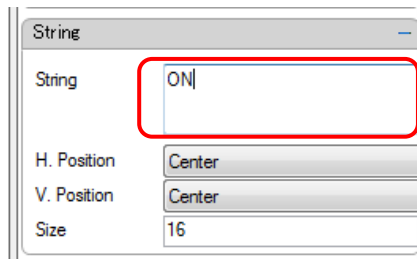 String
String ON
H. Position Center
V. Position Center
Size 16